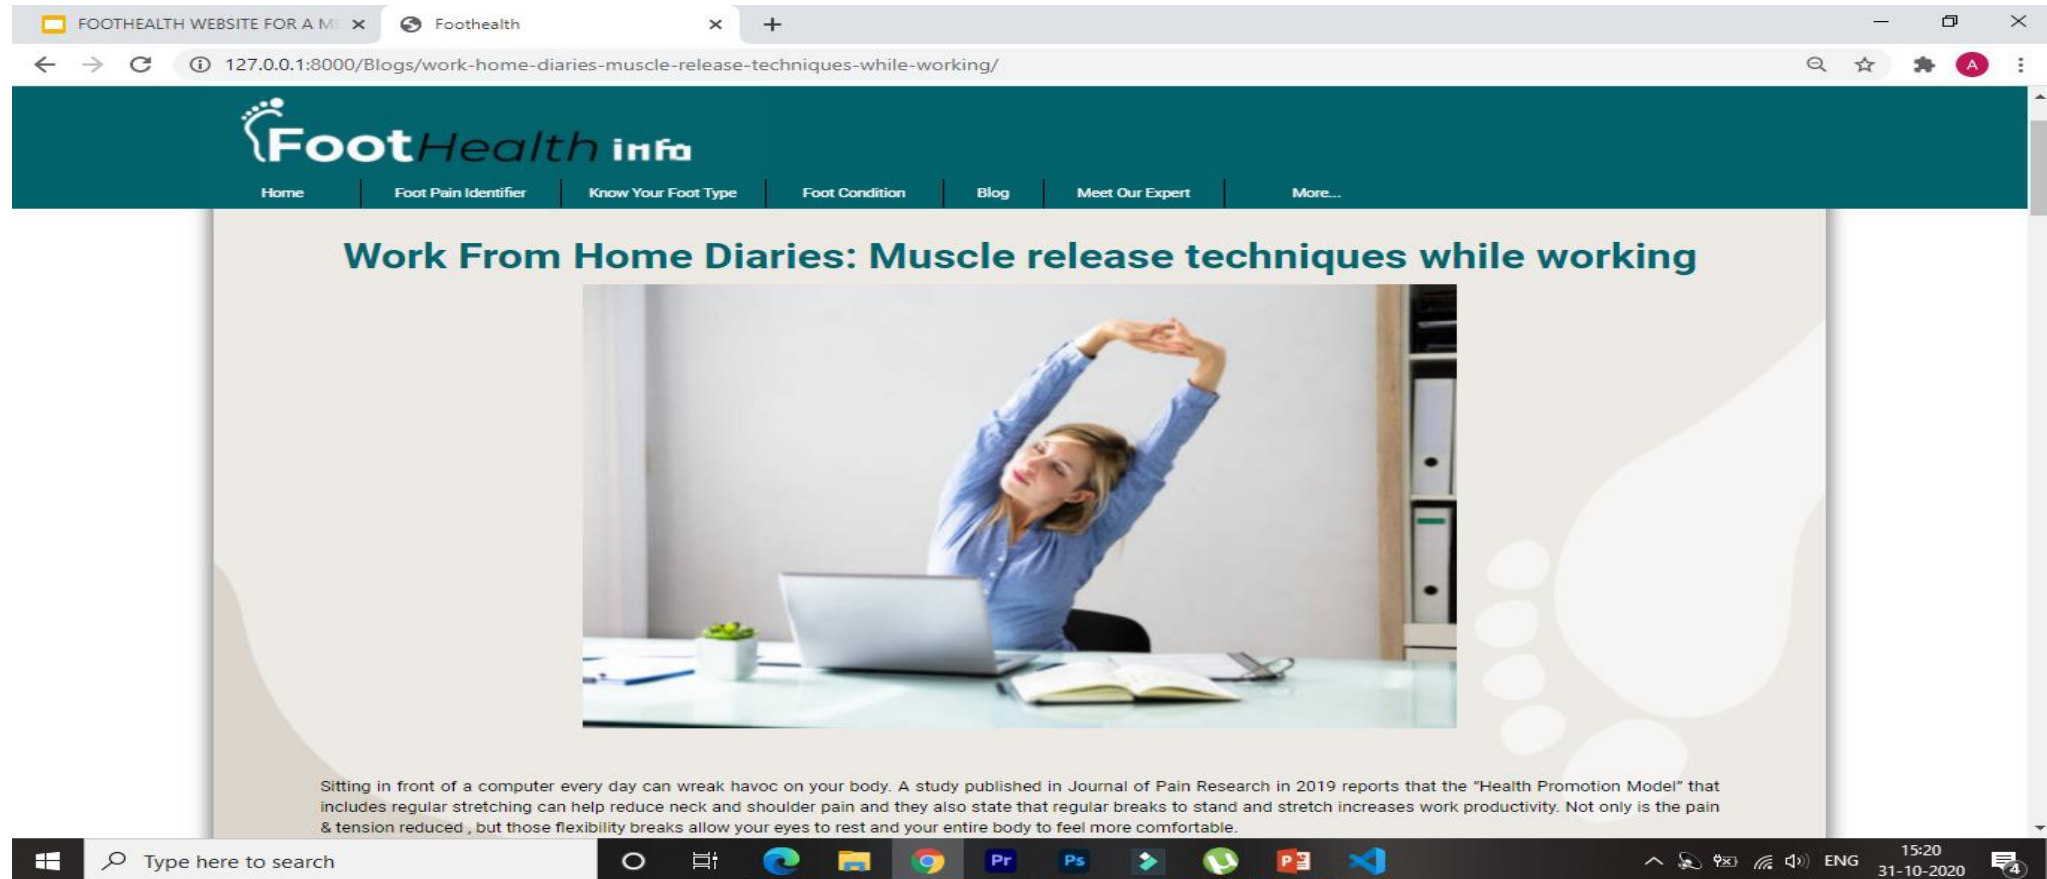 FOOTHEALTH WEBSITE FOR A M
Foothealth
127.0.0.1:8000/Blogs/work-home-diaries-muscle-release-techniques-while-working/
A
FootHealth info
Home Foot Pain Identifier Know Your Foot Type Foot Condition Blog Meet Our Expert More...
Work From Home Diaries: Muscle release techniques while working
Sitting in front of a computer every day can wreak havoc on your body. A study published in Journal of Pain Research in 2019 reports that the "Health Promotion Model" that
includes regular stretching can help reduce neck and shoulder pain and they also state that regular breaks to stand and stretch increases work productivity. Not only is the pain
& tension reduced , but those flexibility breaks allow your eyes to rest and your entire body to feel more comfortable.
Type here to search
Pr
Ps
ENG
15:20
31-10-2020
4